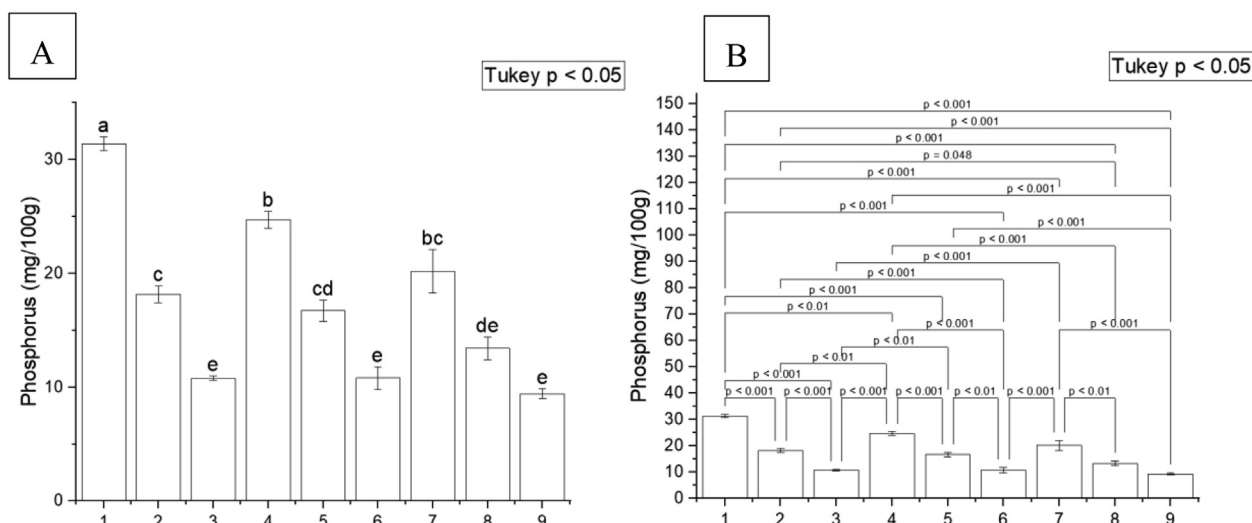 A
Tukey p < 0.05
a
b
bc
c
cd
de
e
e
e
Phosphorus (mg/100g)
30
20
10
0
1 2 3 4 5 6 7 8 9
B
Tukey p < 0.05
Phosphorus (mg/100g)
150
140
130
120
110
100
90
80
70
60
50
40
30
20
10
0
p < 0.001
p < 0.001
p < 0.001
p = 0.048
p < 0.001
p < 0.001
p < 0.001
p < 0.001
p < 0.001
p < 0.001
p < 0.001
p < 0.001
p < 0.01
p < 0.001 p < 0.001
p < 0.01
p < 0.01
p < 0.001
p < 0.001 p < 0.001 p < 0.001 p < 0.001 p < 0.01 p < 0.001 p < 0.01
1 2 3 4 5 6 7 8 9